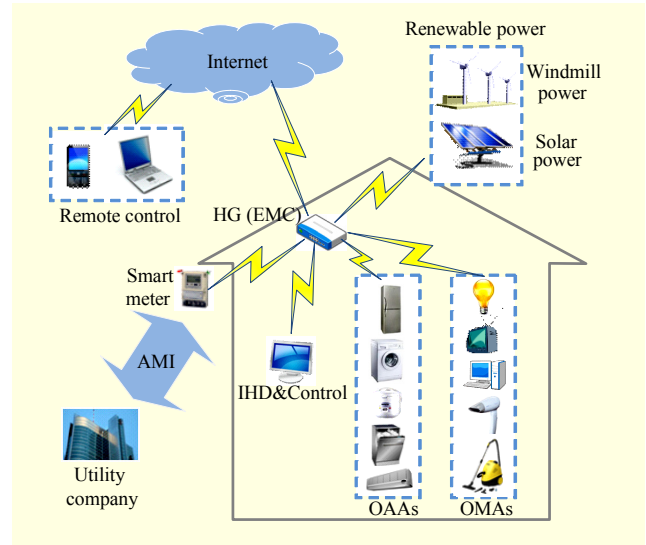 Internet
Renewable power
Windmill
power
Solar
power
Remote control
HG (EMC)
Smart
meter
AMI
IHD&Control
Utility
company
OAAs
OMAs